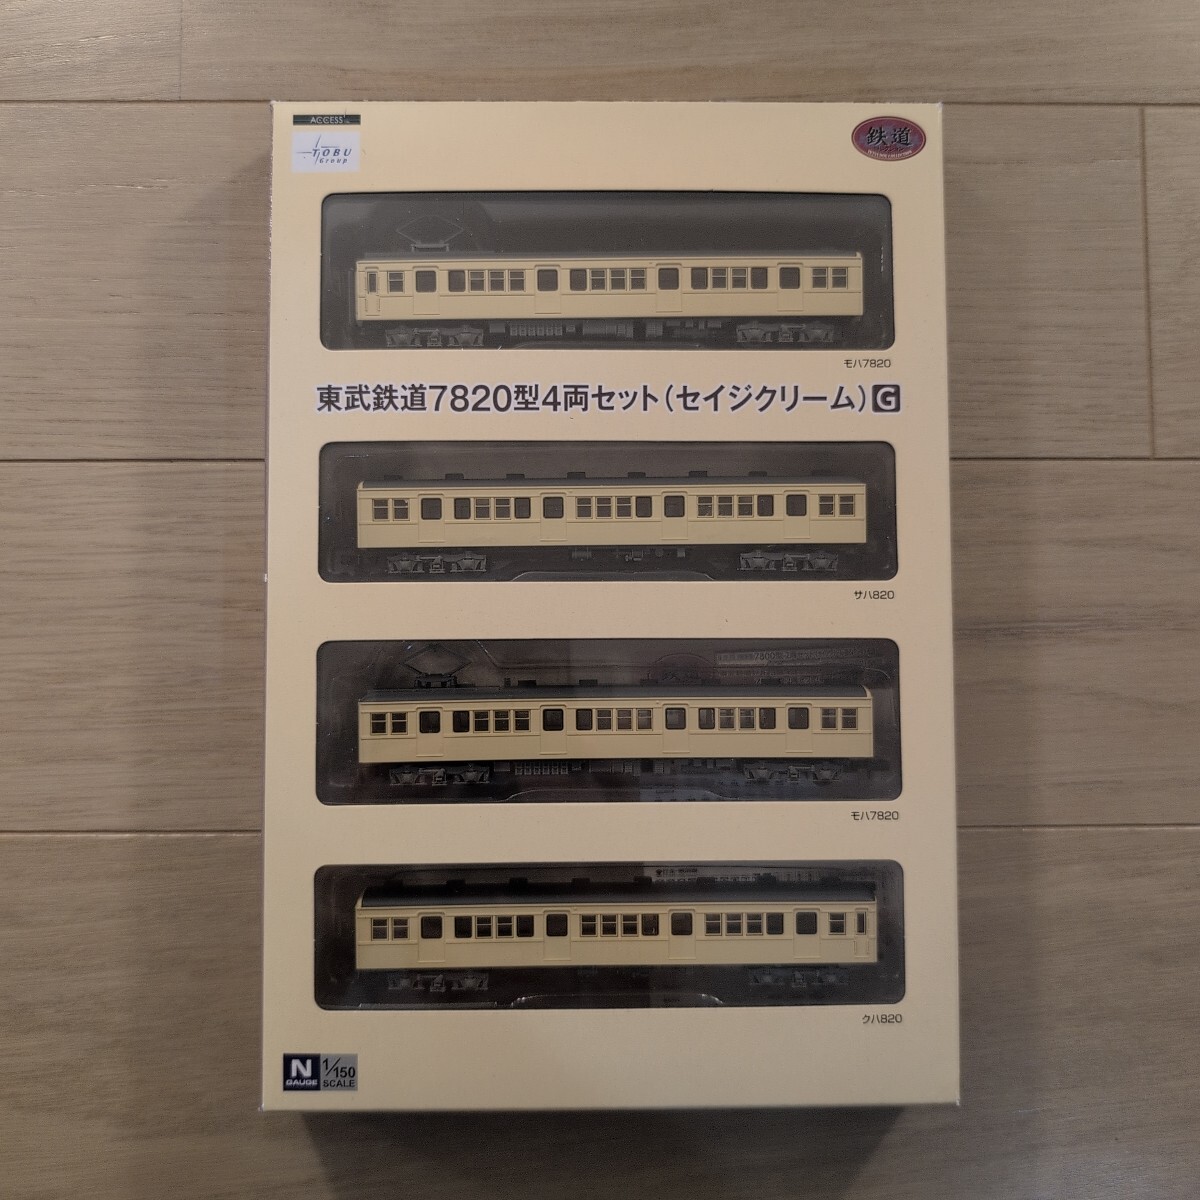 ACCESS
TOBU
Group
鉄道
モハ7820
東武鉄道7820型4両セット(セイジクリーム)G
サハ820
モハ7820
クハ820
N
GAUGE
1/150
SCALE